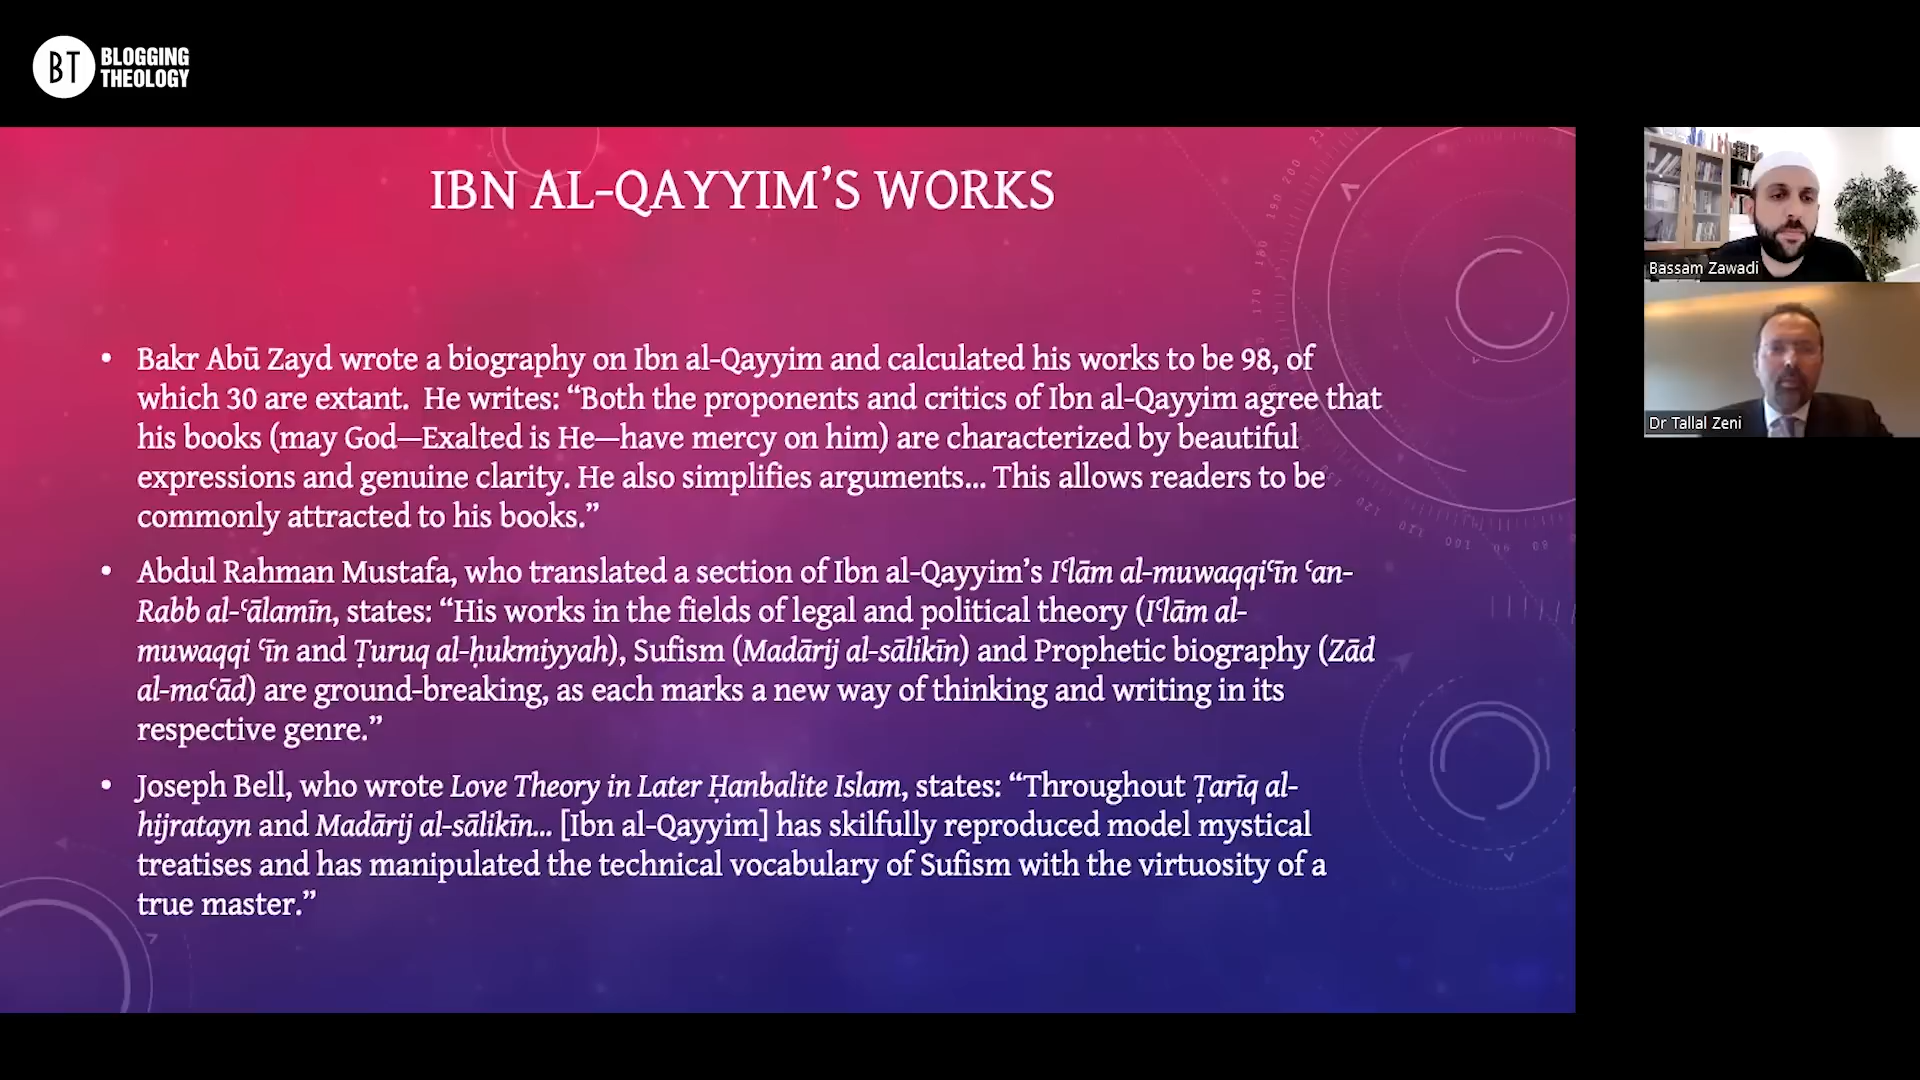 BT BLOGGING
THEOLOGY
IBN AL-QAYYIM’S WORKS
• Bakr Abū Zayd wrote a biography on Ibn al-Qayyim and calculated his works to be 98, of
which 30 are extant.  He writes: “Both the proponents and critics of Ibn al-Qayyim agree that
his books (may God—Exalted is He—have mercy on him) are characterized by beautiful
expressions and genuine clarity. He also simplifies arguments... This allows readers to be
commonly attracted to his books.”
• Abdul Rahman Mustafa, who translated a section of Ibn al-Qayyim’s Iʿlām al-muwaqqiʿīn ʿan-
Rabb al-ʿālamīn, states: “His works in the fields of legal and political theory (Iʿlām al-
muwaqqi ʿīn and Ṭuruq al-ḥukmiyyah), Sufism (Madārij al-sālikīn) and Prophetic biography (Zād
al-maʿād) are ground-breaking, as each marks a new way of thinking and writing in its
respective genre.”
• Joseph Bell, who wrote Love Theory in Later Ḥanbalite Islam, states: “Throughout Ṭarīq al-
hijratayn and Madārij al-sālikīn... [Ibn al-Qayyim] has skilfully reproduced model mystical
treatises and has manipulated the technical vocabulary of Sufism with the virtuosity of a
true master.”
Bassam Zawadi
Dr Tallal Zeni